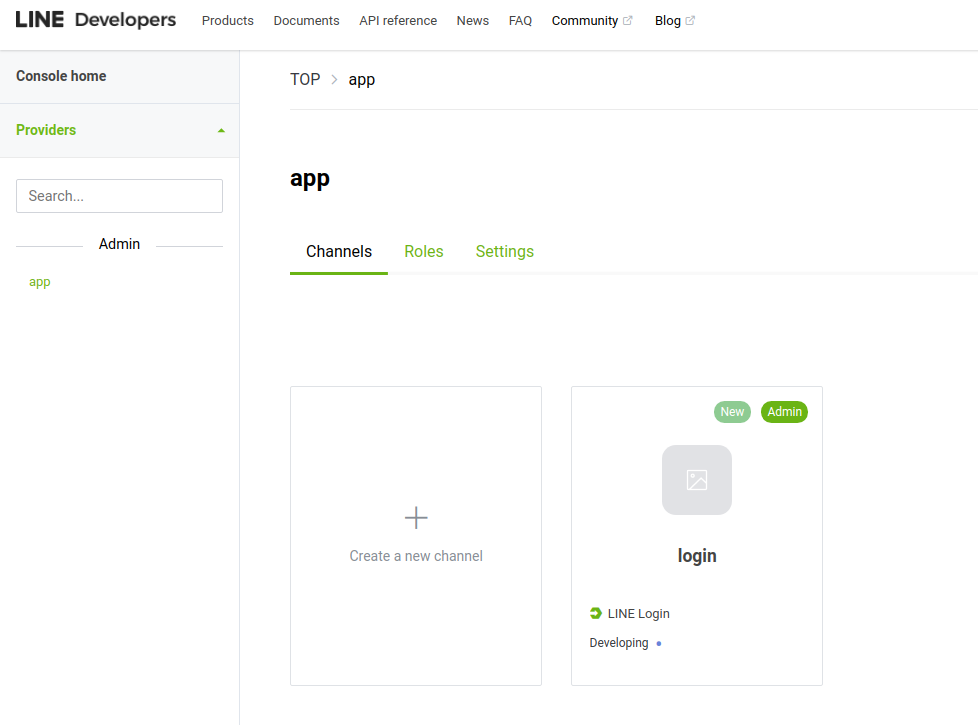 LINE Developers Products Documents API reference News FAQ Community Blog
Console home
Providers
Search...
Admin
app
TOP > app
app
Channels Roles Settings
Create a new channel
New Admin
login
LINE Login
Developing